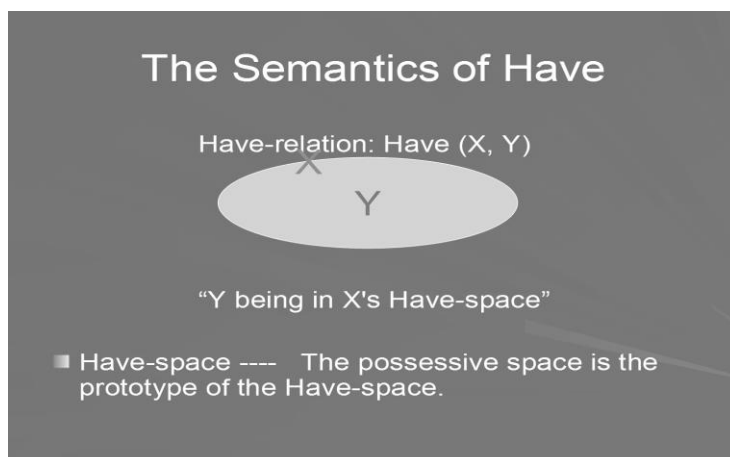 The Semantics of Have
Have-relation: Have (X, Y)
X
Y
“Y being in X's Have-space”
Have-space ---- The possessive space is the
prototype of the Have-space.